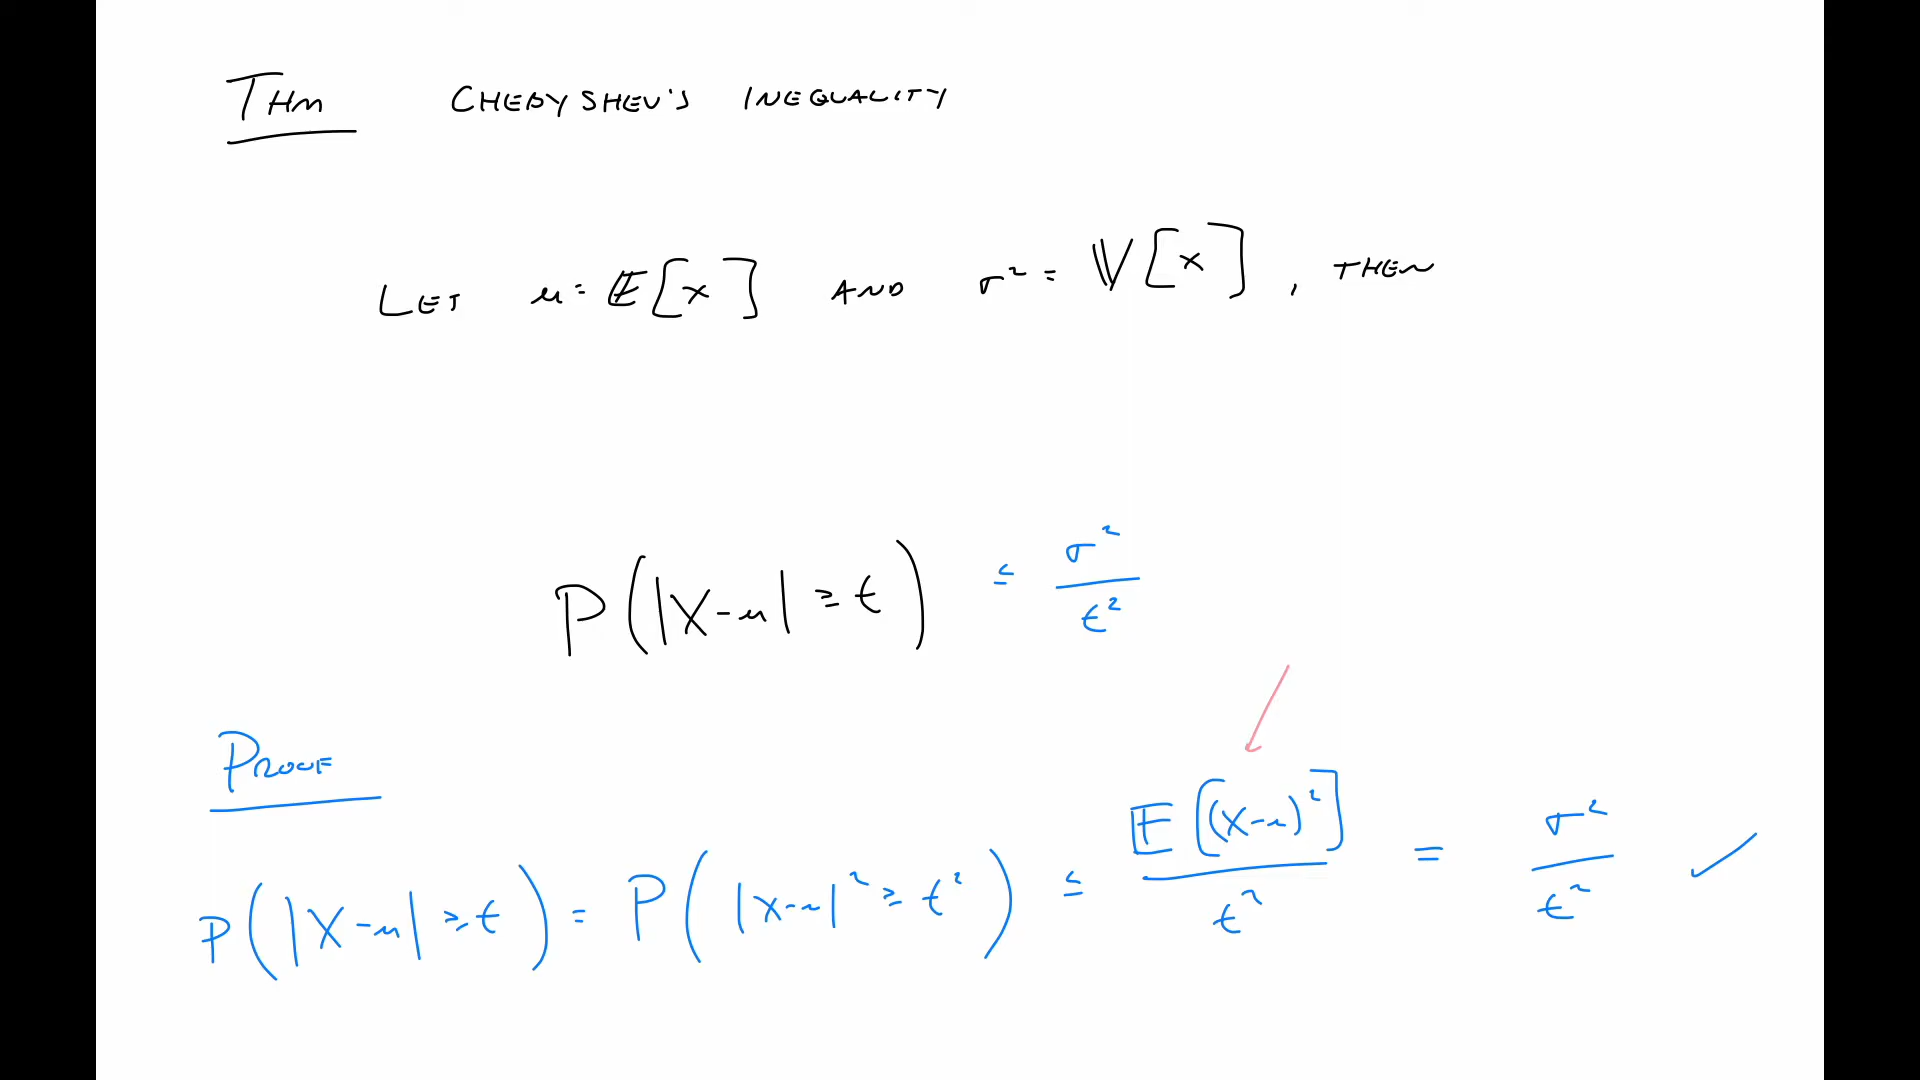 THM CHEBYSHEV'S INEQUALITY
LET μ = 𝔼[X] AND σ² = 𝕍[X], THEN
P(|X-μ| ≥ t) ≤ σ²/t²
PROOF
P(|X-μ| ≥ t) = P(|X-μ|² ≥ t²) ≤ 𝔼[(X-μ)²]/t² = σ²/t² ✓